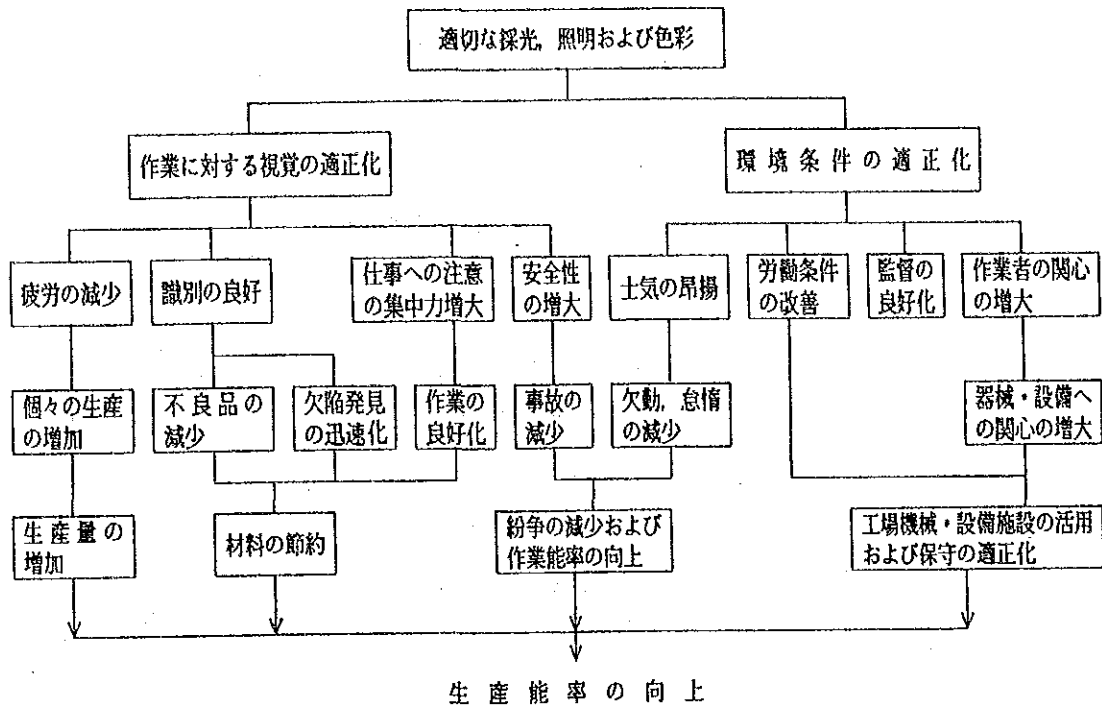 適切な採光，照明および色彩
作業に対する視覚の適正化
環境条件の適正化
疲労の減少
識別の良好
仕事への注意
の集中力増大
安全性
の増大
士気の昂揚
労働条件
の改善
監督の
良好化
作業者の関心
の増大
個々の生産
の増加
不良品の
減少
欠陥発見
の迅速化
作業の
良好化
事故の
減少
欠勤，怠惰
の減少
器械・設備へ
の関心の増大
生産量の
増加
材料の節約
紛争の減少および
作業能率の向上
工場機械・設備施設の活用
および保守の適正化
生産能率の向上